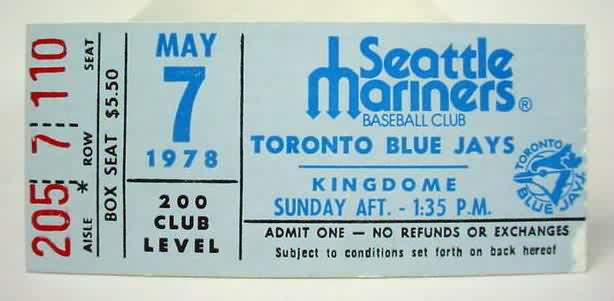 110 SEAT
7 ROW
205 * AISLE
BOX SEAT $5.50
MAY
7
1978
200
CLUB
LEVEL
Seattle
Mariners®
BASEBALL CLUB
TORONTO BLUE JAYS
KINGDOME
SUNDAY AFT. - 1:35 P.M.
TORONTO
BLUE JAYS
ADMIT ONE — NO REFUNDS OR EXCHANGES
Subject to conditions set forth on back hereof